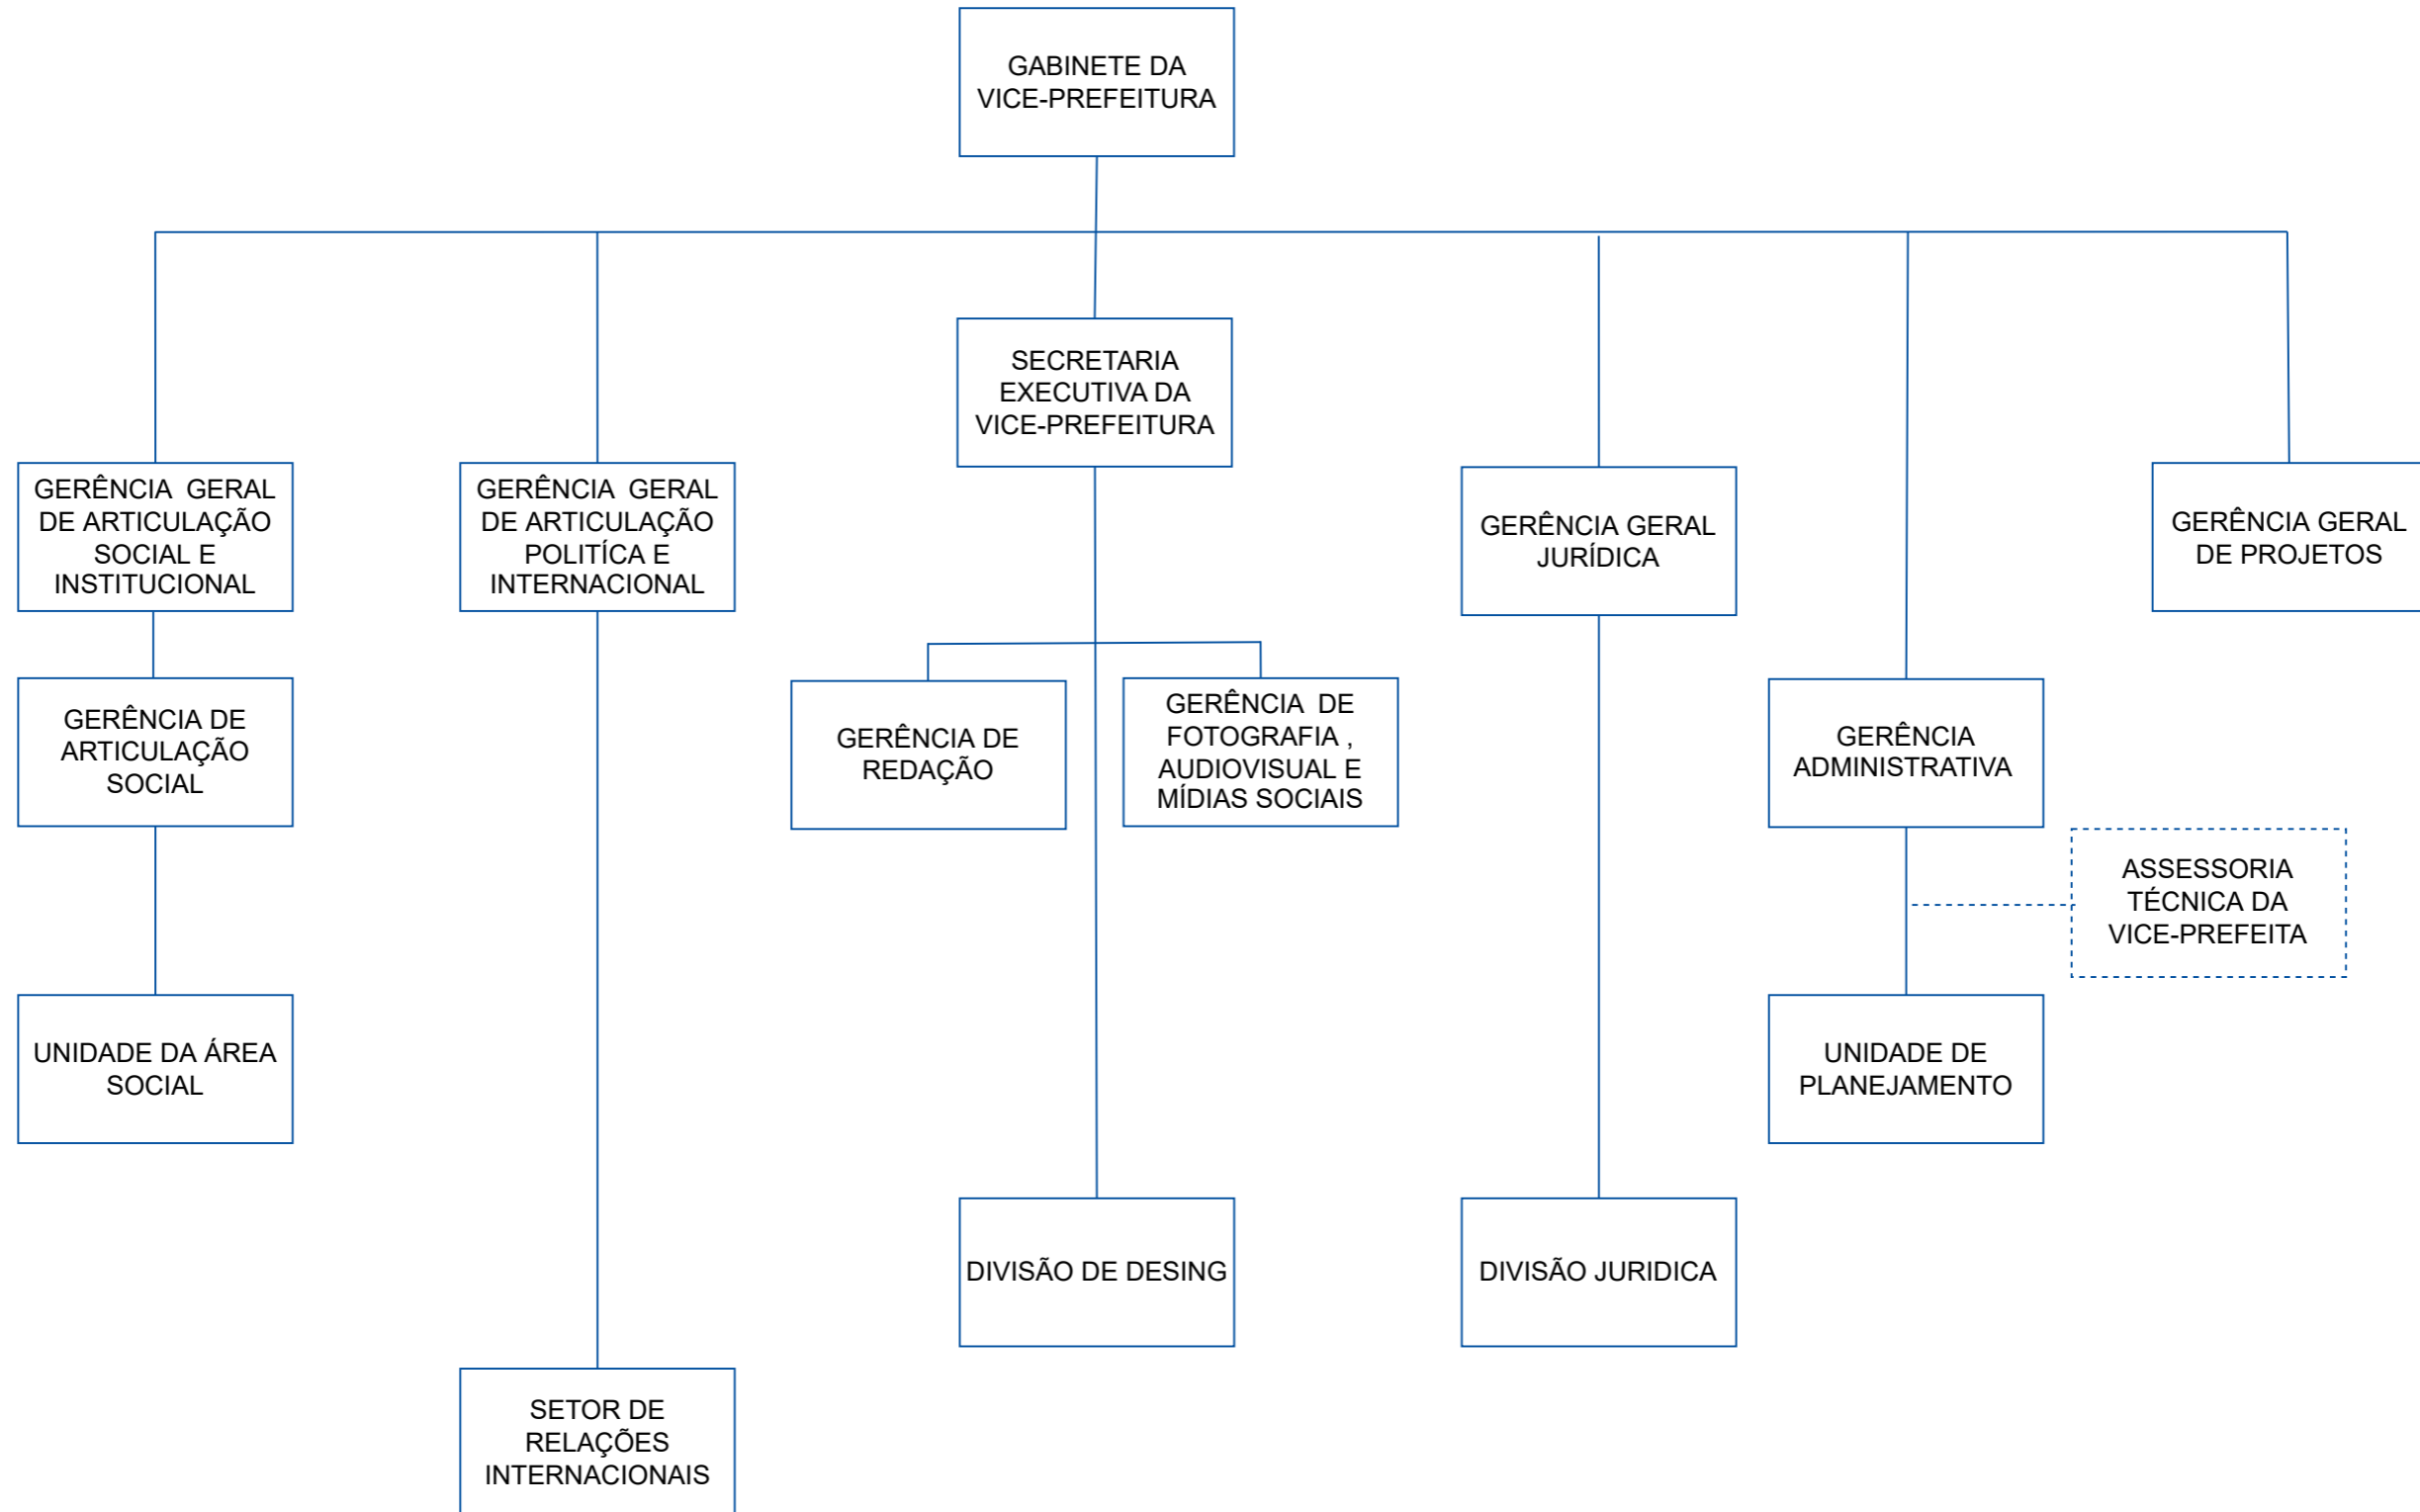 GABINETE DA
VICE-PREFEITURA
SECRETARIA
EXECUTIVA DA
VICE-PREFEITURA
GERÊNCIA  GERAL
DE ARTICULAÇÃO
SOCIAL E
INSTITUCIONAL
GERÊNCIA  GERAL
DE ARTICULAÇÃO
POLITÍCA E
INTERNACIONAL
GERÊNCIA GERAL
JURÍDICA
GERÊNCIA GERAL
DE PROJETOS
GERÊNCIA DE
ARTICULAÇÃO
SOCIAL
GERÊNCIA DE
REDAÇÃO
GERÊNCIA  DE
FOTOGRAFIA ,
AUDIOVISUAL E
MÍDIAS SOCIAIS
GERÊNCIA
ADMINISTRATIVA
ASSESSORIA
TÉCNICA DA
VICE-PREFEITA
UNIDADE DA ÁREA
SOCIAL
UNIDADE DE
PLANEJAMENTO
DIVISÃO DE DESING
DIVISÃO JURIDICA
SETOR DE
RELAÇÕES
INTERNACIONAIS